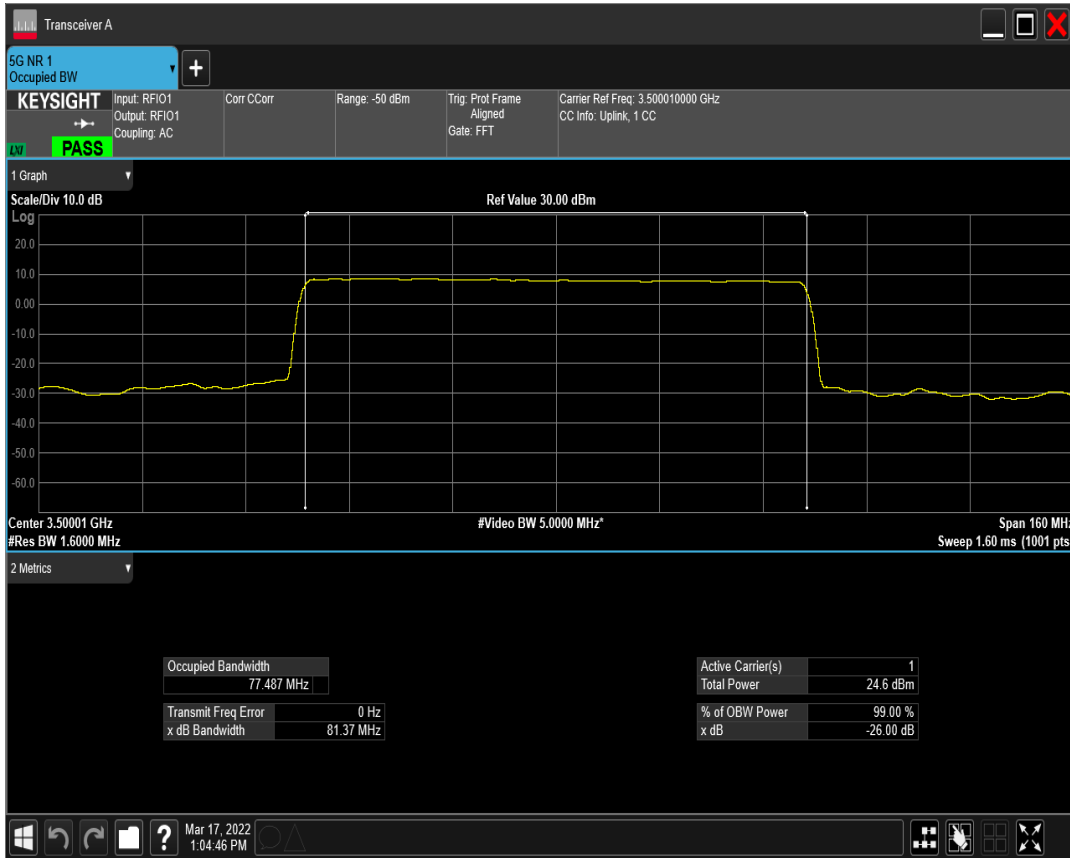 Transceiver A
5G NR 1
Occupied BW
KEYSIGHT
LXI
PASS
Input: RFIO1
Output: RFIO1
Coupling: AC
Corr CCorr
Range: -50 dBm
Trig: Prot Frame
Aligned
Gate: FFT
Carrier Ref Freq: 3.500010000 GHz
CC Info: Uplink, 1 CC
1 Graph
Scale/Div 10.0 dB
Ref Value 30.00 dBm
Log
20.0
10.0
0.00
-10.0
-20.0
-30.0
-40.0
-50.0
-60.0
Center 3.50001 GHz
#Video BW 5.0000 MHz*
Span 160 MHz
#Res BW 1.6000 MHz
Sweep 1.60 ms (1001 pts
2 Metrics
Occupied Bandwidth
77.487 MHz
Transmit Freq Error 0 Hz
x dB Bandwidth 81.37 MHz
Active Carrier(s) 1
Total Power 24.6 dBm
% of OBW Power 99.00 %
x dB -26.00 dB
?
Mar 17, 2022
1:04:46 PM